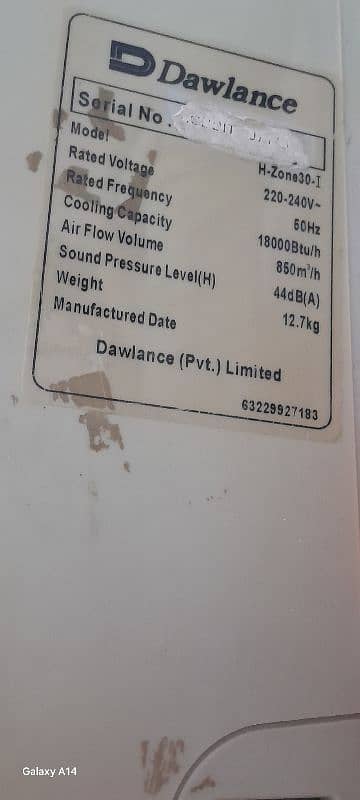 Dawlance
Serial No.
Model H-Zone30-I
Rated Voltage 220-240V~
Rated Frequency 50Hz
Cooling Capacity 18000Btu/h
Air Flow Volume 850m³/h
Sound Pressure Level(H) 44dB(A)
Weight 12.7kg
Manufactured Date
Dawlance (Pvt.) Limited
63229927183
Galaxy A14